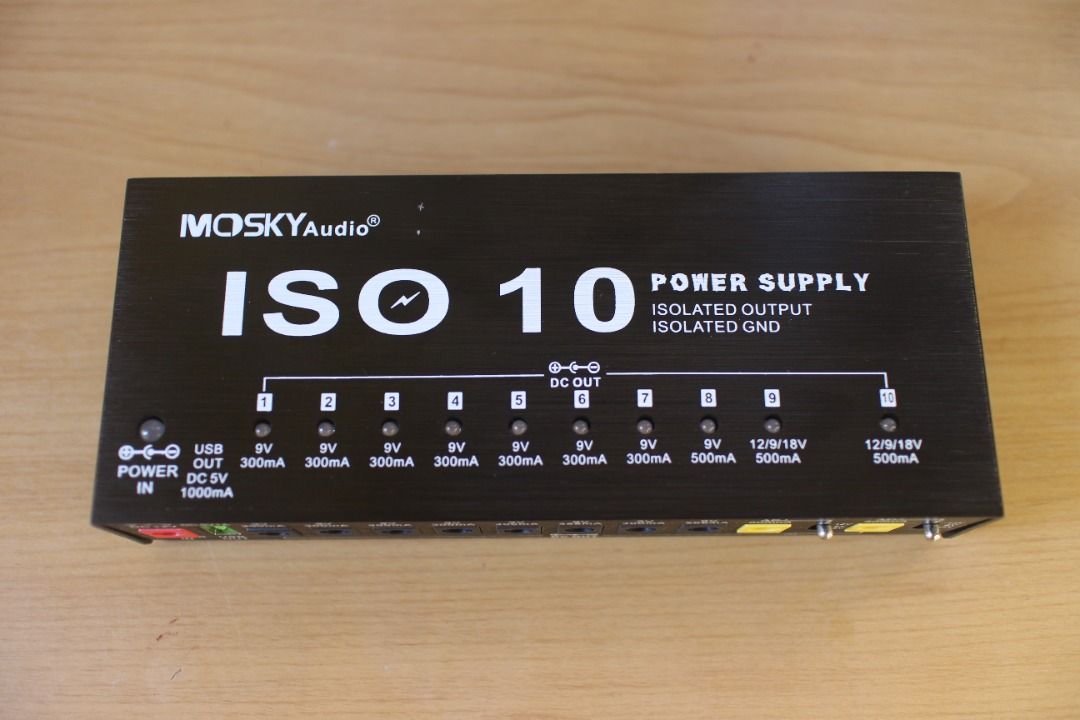 MOSKYAudio®
ISO 10
POWER SUPPLY
ISOLATED OUTPUT
ISOLATED GND
DC OUT
1 2 3 4 5 6 7 8 9 10
POWER
IN
USB
OUT
DC 5V
1000mA
9V
300mA
9V
300mA
9V
300mA
9V
300mA
9V
300mA
9V
300mA
9V
300mA
9V
500mA
12/9/18V
500mA
12/9/18V
500mA